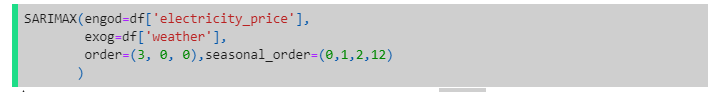 SARIMAX(engod=df['electricity_price'],
exog=df['weather'],
order=(3, 0, 0),seasonal_order=(0,1,2,12)
)